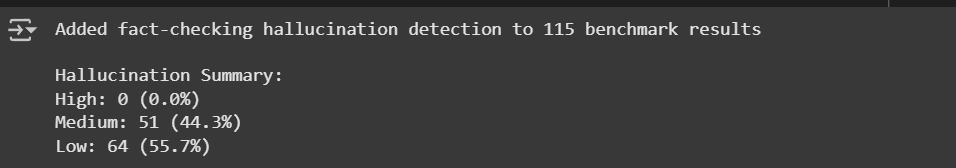 Added fact-checking hallucination detection to 115 benchmark results
Hallucination Summary:
High: 0 (0.0%)
Medium: 51 (44.3%)
Low: 64 (55.7%)